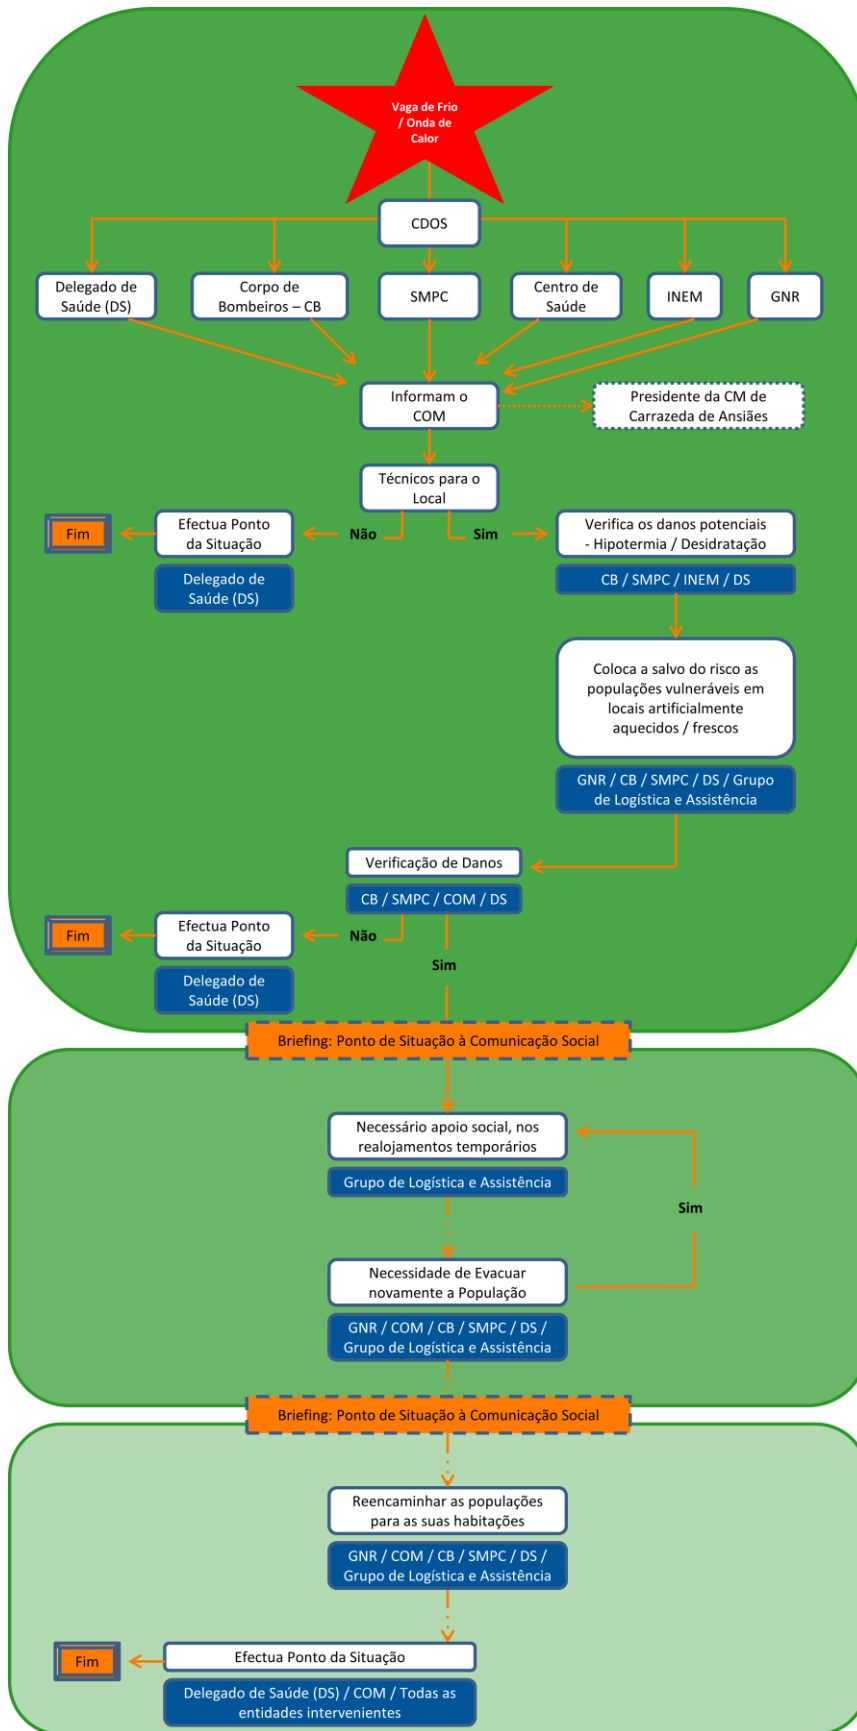 Vaga de Frio
/ Onda de
Calor
CDOS
Delegado de
Saúde (DS)
Corpo de
Bombeiros – CB
SMPC
Centro de
Saúde
INEM
GNR
Informam o
COM
Presidente da CM de
Carrazeda de Ansiães
Técnicos para o
Local
Fim
Efectua Ponto
da Situação
Não
Sim
Verifica os danos potenciais
- Hipotermia / Desidratação
Delegado de
Saúde (DS)
CB / SMPC / INEM / DS
Coloca a salvo do risco as
populações vulneráveis em
locais artificialmente
aquecidos / frescos
GNR / CB / SMPC / DS / Grupo
de Logística e Assistência
Verificação de Danos
CB / SMPC / COM / DS
Fim
Efectua Ponto
da Situação
Não
Sim
Delegado de
Saúde (DS)
Briefing: Ponto de Situação à Comunicação Social
Necessário apoio social, nos
realojamentos temporários
Grupo de Logística e Assistência
Sim
Necessidade de Evacuar
novamente a População
GNR / COM / CB / SMPC / DS /
Grupo de Logística e Assistência
Briefing: Ponto de Situação à Comunicação Social
Reencaminhar as populações
para as suas habitações
GNR / COM / CB / SMPC / DS /
Grupo de Logística e Assistência
Fim
Efectua Ponto da Situação
Delegado de Saúde (DS) / COM / Todas as
entidades intervenientes